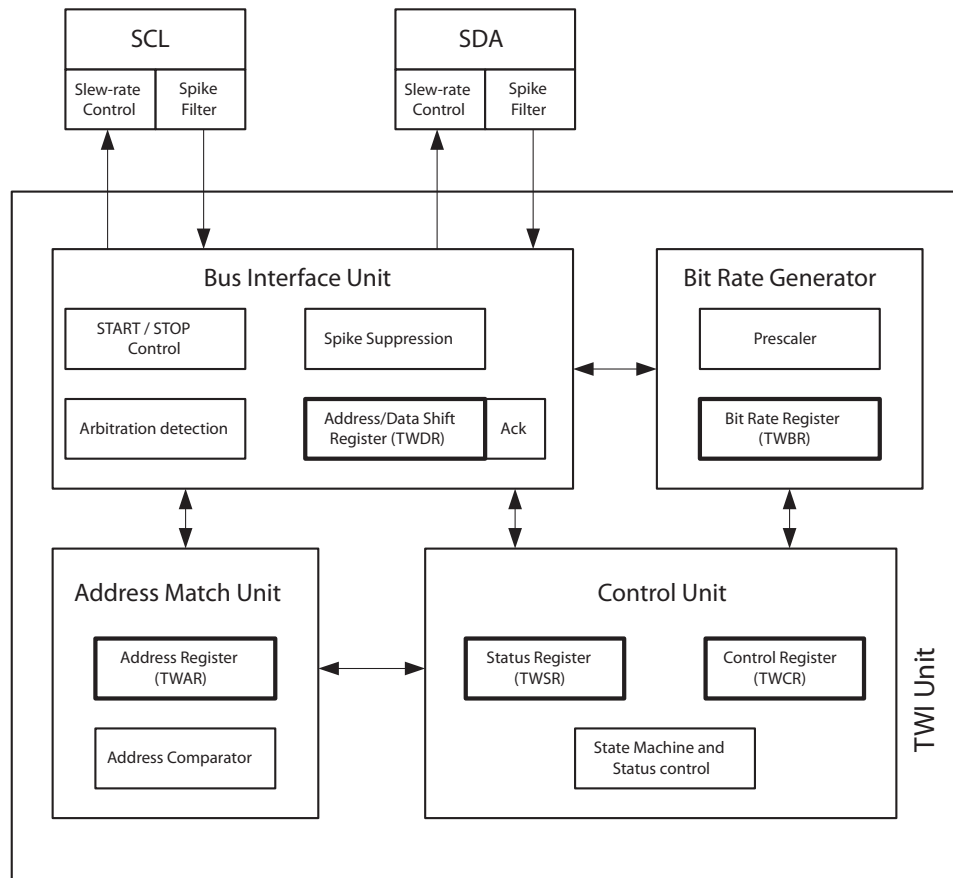 SCL
Slew-rate
Control
Spike
Filter
SDA
Slew-rate
Control
Spike
Filter
Bus Interface Unit
START / STOP
Control
Spike Suppression
Arbitration detection
Address/Data Shift
Register (TWDR)
Ack
Bit Rate Generator
Prescaler
Bit Rate Register
(TWBR)
Address Match Unit
Address Register
(TWAR)
Address Comparator
Control Unit
Status Register
(TWSR)
Control Register
(TWCR)
State Machine and
Status control
TWI Unit